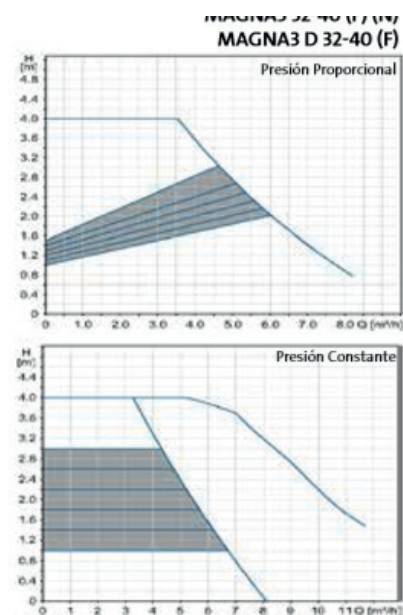 MAGNA3 32-40 (F) (N)
MAGNA3 D 32-40 (F)
H
[m]
Presión Proporcional
4.8
4.0
3.6
3.2
2.8
2.4
2.0
1.6
1.2
0.8
0.4
0
0 1.0 2.0 3.0 4.0 5.0 6.0 7.0 8.0 Q [m³/h]
H
[m]
Presión Constante
4.4
4.0
3.6
3.2
2.8
2.4
2.0
1.6
1.2
0.8
0.4
0
0 1 2 3 4 5 6 7 8 9 10 11 Q [m³/h]